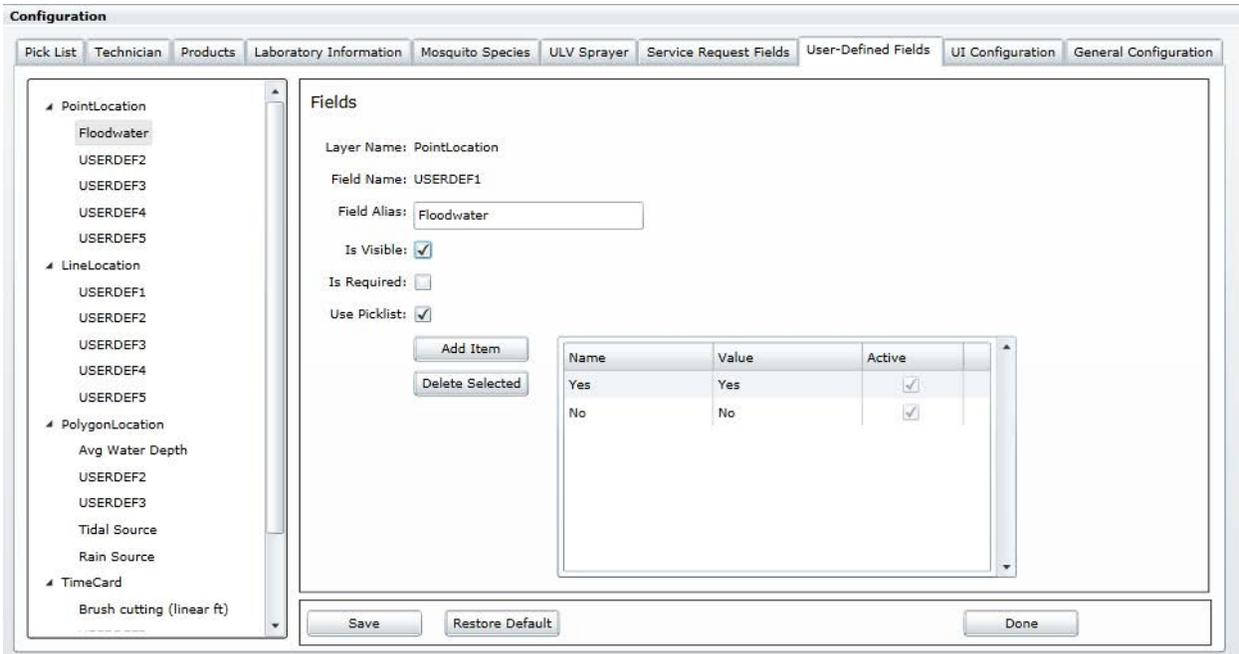 Configuration
Pick List Technician Products Laboratory Information Mosquito Species ULV Sprayer Service Request Fields User-Defined Fields UI Configuration General Configuration
PointLocation
Floodwater
USERDEF2
USERDEF3
USERDEF4
USERDEF5
LineLocation
USERDEF1
USERDEF2
USERDEF3
USERDEF4
USERDEF5
PolygonLocation
Avg Water Depth
USERDEF2
USERDEF3
Tidal Source
Rain Source
TimeCard
Brush cutting (linear ft)
Fields
Layer Name: PointLocation
Field Name: USERDEF1
Field Alias: Floodwater
Is Visible:
Is Required:
Use Picklist:
Add Item
Delete Selected
Name Value Active
Yes Yes
No No
Save Restore Default Done